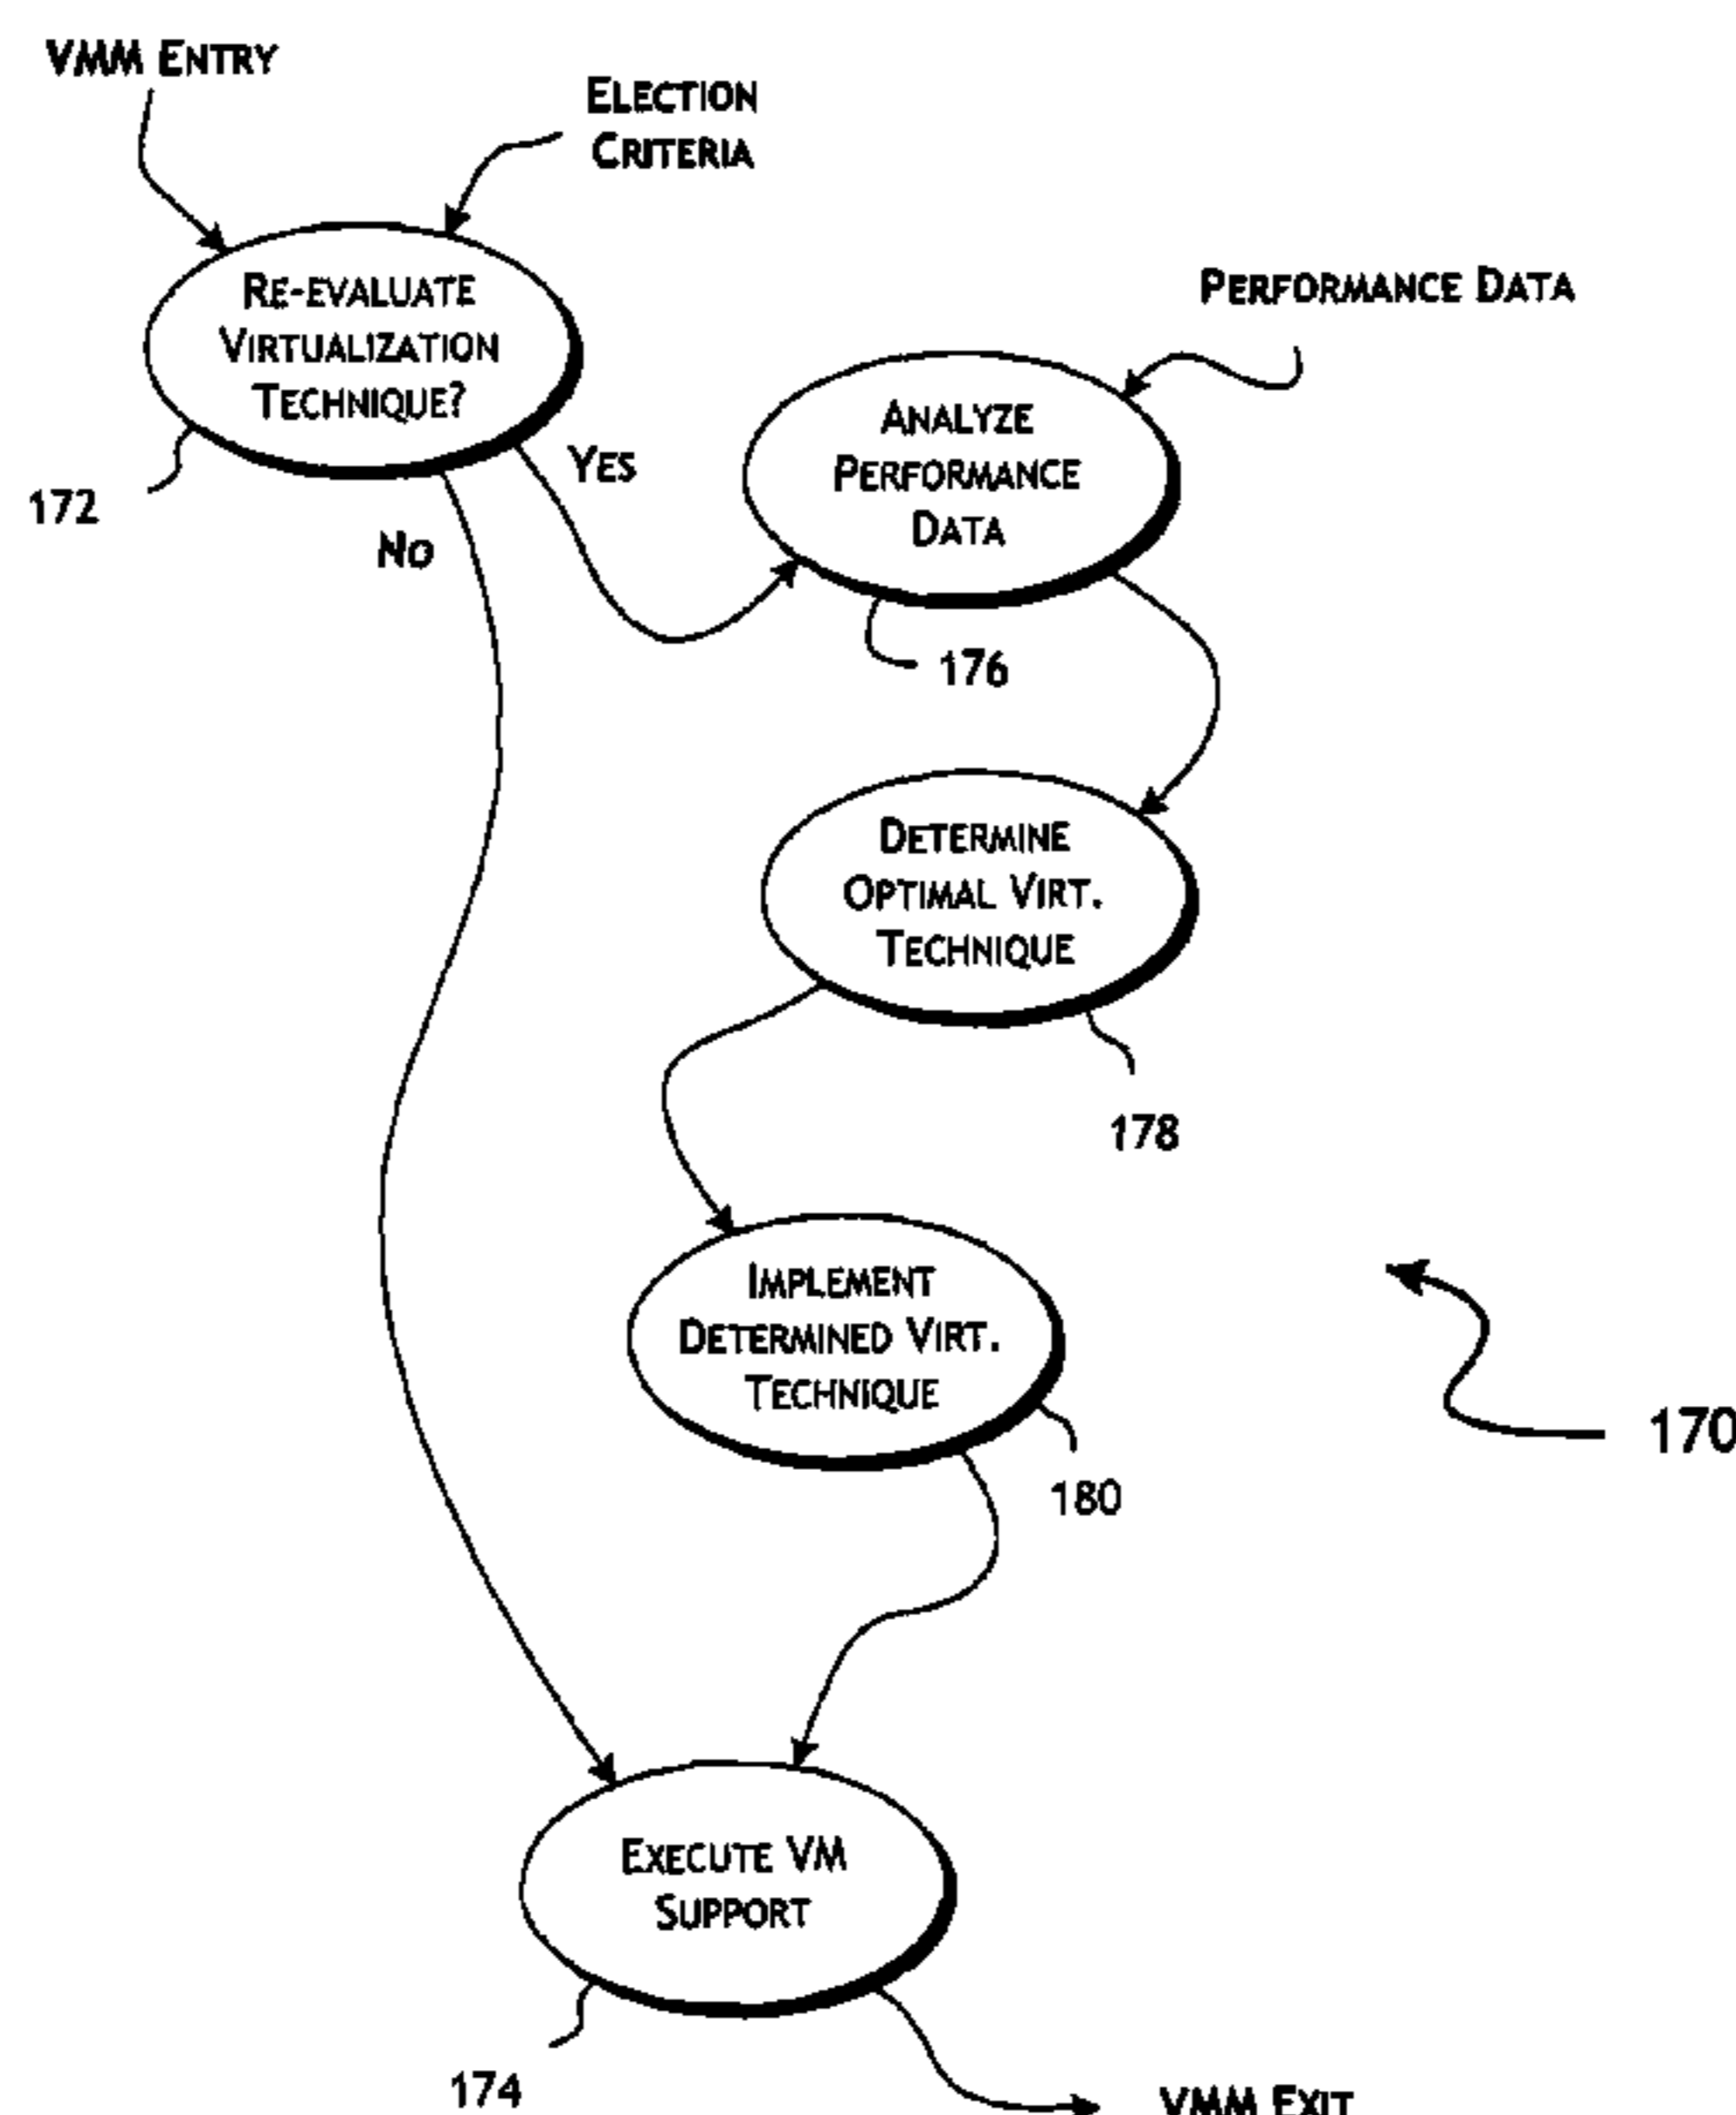 VMM ENTRY
ELECTION
CRITERIA
RE-EVALUATE
VIRTUALIZATION
TECHNIQUE?
172
YES
NO
PERFORMANCE DATA
ANALYZE
PERFORMANCE
DATA
176
DETERMINE
OPTIMAL VIRT.
TECHNIQUE
178
IMPLEMENT
DETERMINED VIRT.
TECHNIQUE
180
170
EXECUTE VM
SUPPORT
174
VMM EXIT